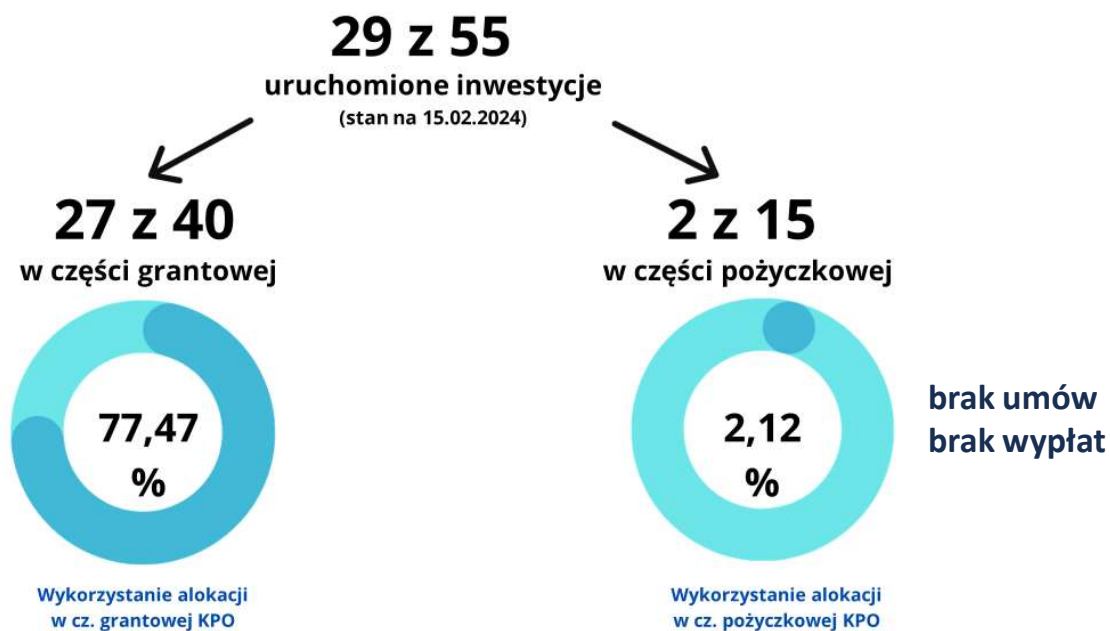 29 z 55
uruchomione inwestycje
(stan na 15.02.2024)
27 z 40
w części grantowej
77,47
%
Wykorzystanie alokacji
w cz. grantowej KPO
2 z 15
w części pożyczkowej
2,12
%
Wykorzystanie alokacji
w cz. pożyczkowej KPO
brak umów
brak wypłat